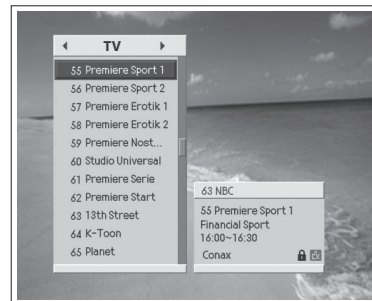 TV
55 Premiere Sport 1
56 Premiere Sport 2
57 Premiere Erotik 1
58 Premiere Erotik 2
59 Premiere Nost...
60 Studio Universal
61 Premiere Serie
62 Premiere Start
63 13th Street
64 K-Toon
65 Planet
63 NBC
55 Premiere Sport 1
Financial Sport
16:00~16:30
Conax